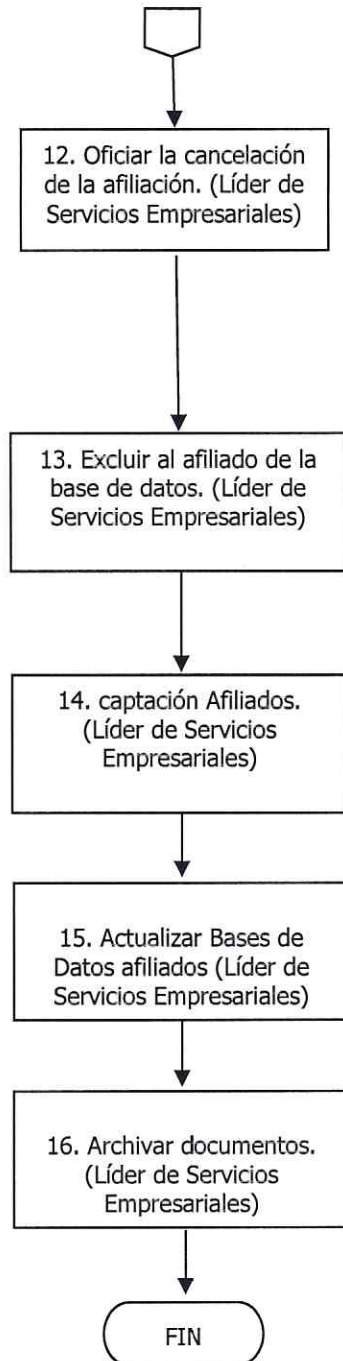 12. Oficiar la cancelación
de la afiliación. (Líder de
Servicios Empresariales)
13. Excluir al afiliado de la
base de datos. (Líder de
Servicios Empresariales)
14. captación Afiliados.
(Líder de Servicios
Empresariales)
15. Actualizar Bases de
Datos afiliados (Líder de
Servicios Empresariales)
16. Archivar documentos.
(Líder de Servicios
Empresariales)
FIN